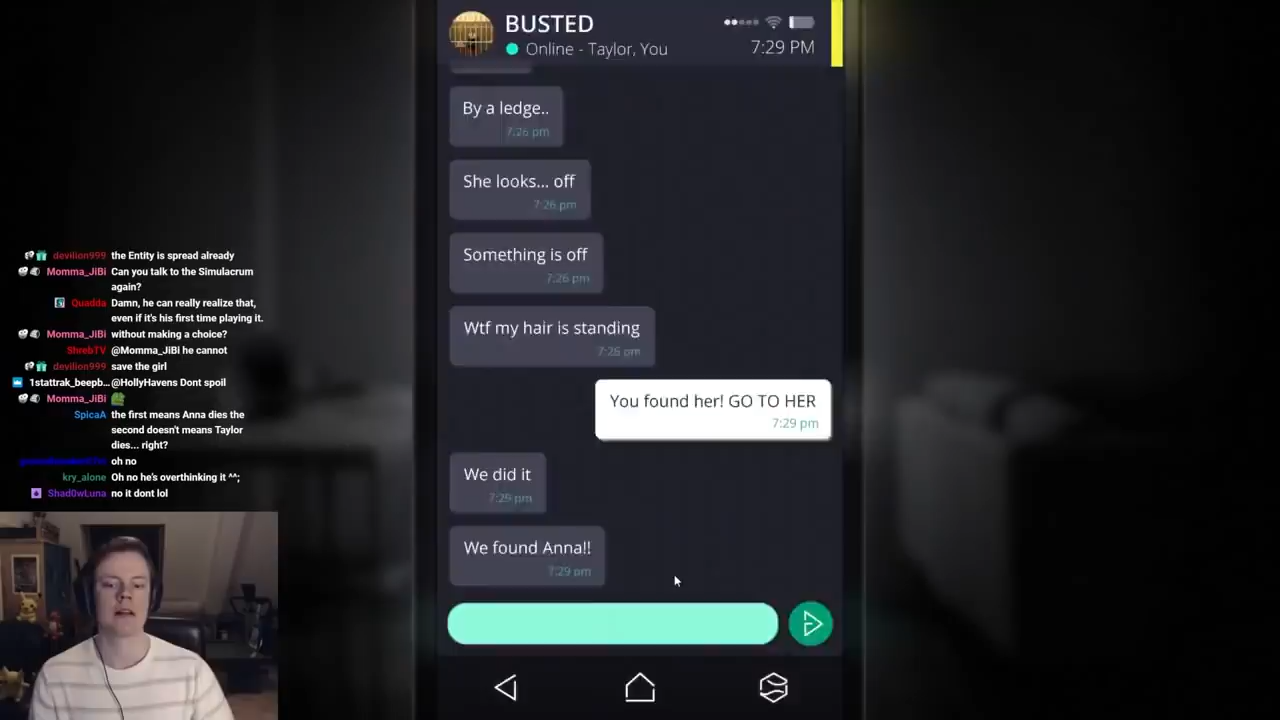 BUSTED
Online - Taylor, You
7:29 PM
By a ledge..
7:26 pm
She looks... off
7:26 pm
Something is off
7:26 pm
Wtf my hair is standing
7:26 pm
You found her! GO TO HER
7:29 pm
We did it
7:29 pm
We found Anna!!
7:29 pm
devilion999 the Entity is spread already
Momma_JiBi Can you talk to the Simulacrum
again?
Quadda Damn, he can really realize that,
even if it's his first time playing it.
Momma_JiBi without making a choice?
ShrebTV @Momma_JiBi he cannot
devilion999 save the girl
1stattrak_beepb... @HollyHavens Dont spoil
Momma_JiBi
SpicaA the first means Anna dies the
second doesn't means Taylor
dies... right?
oh no
kry_alone Oh no he's overthinking it ^^;
Shad0wLuna no it dont lol